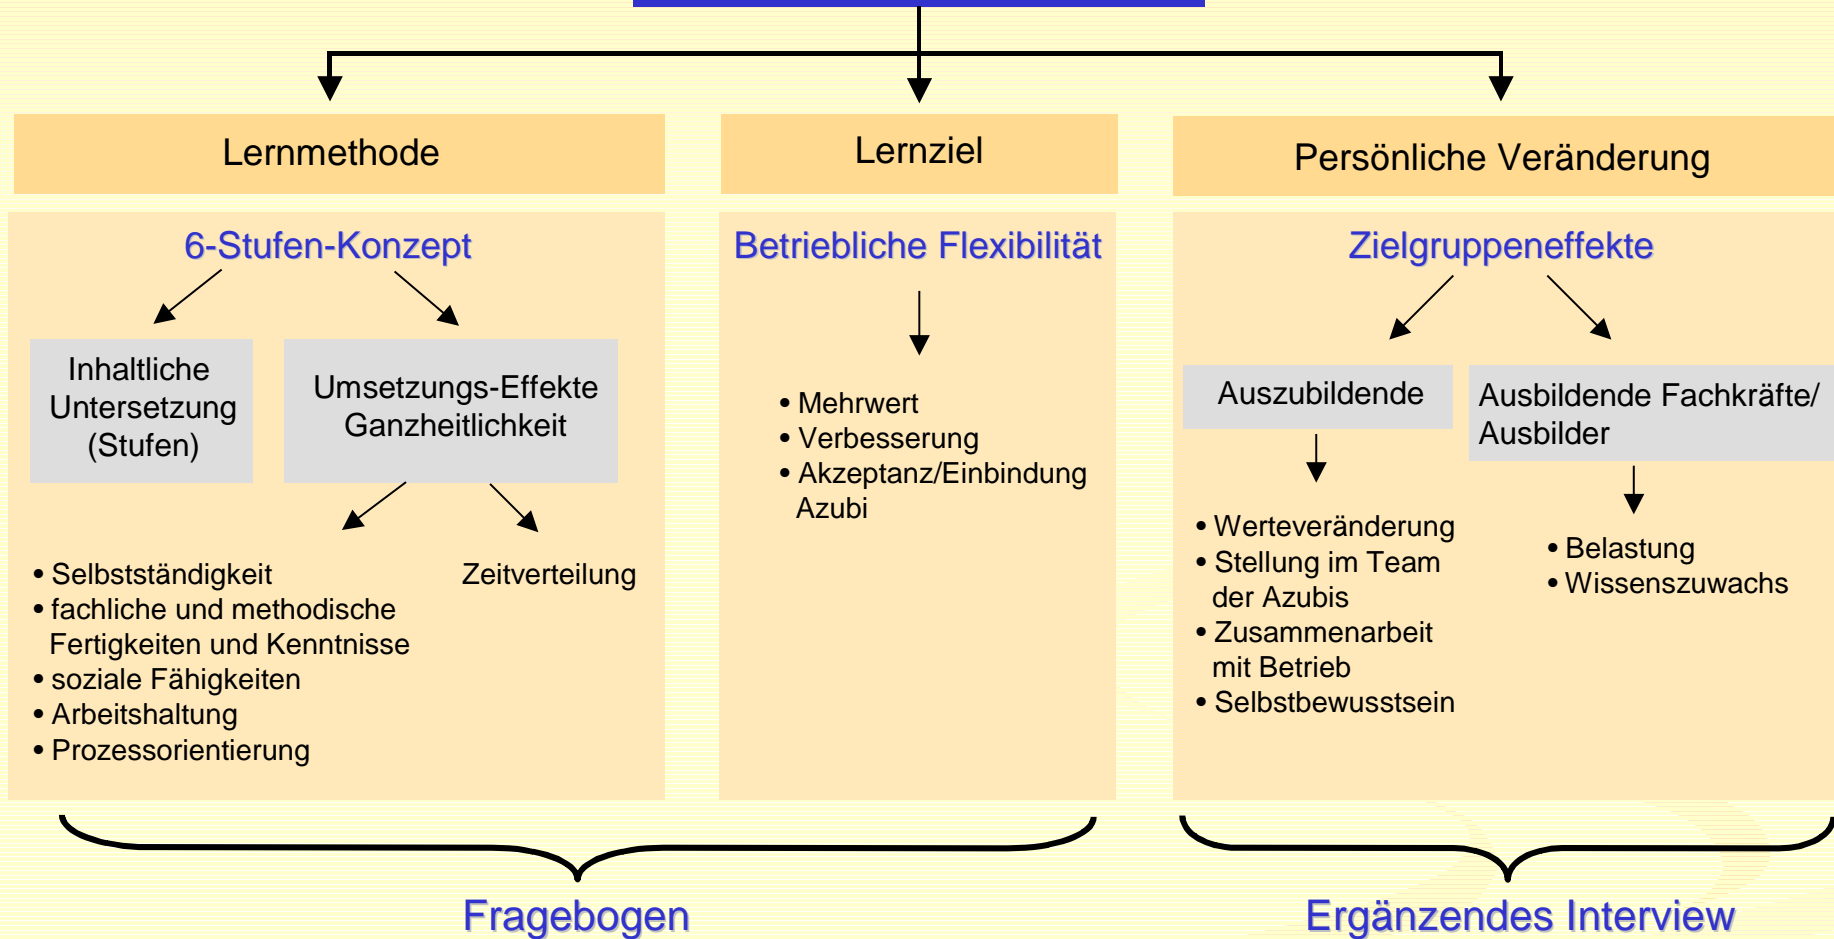 Lernmethode
Lernziel
Persönliche Veränderung
6-Stufen-Konzept
Inhaltliche
Untersetzung
(Stufen)
Umsetzungs-Effekte
Ganzheitlichkeit
• Selbstständigkeit
• fachliche und methodische
Fertigkeiten und Kenntnisse
• soziale Fähigkeiten
• Arbeitshaltung
• Prozessorientierung
Zeitverteilung
Betriebliche Flexibilität
• Mehrwert
• Verbesserung
• Akzeptanz/Einbindung
Azubi
Zielgruppeneffekte
Auszubildende
• Werteveränderung
• Stellung im Team
der Azubis
• Zusammenarbeit
mit Betrieb
• Selbstbewusstsein
Ausbildende Fachkräfte/
Ausbilder
• Belastung
• Wissenszuwachs
Fragebogen
Ergänzendes Interview